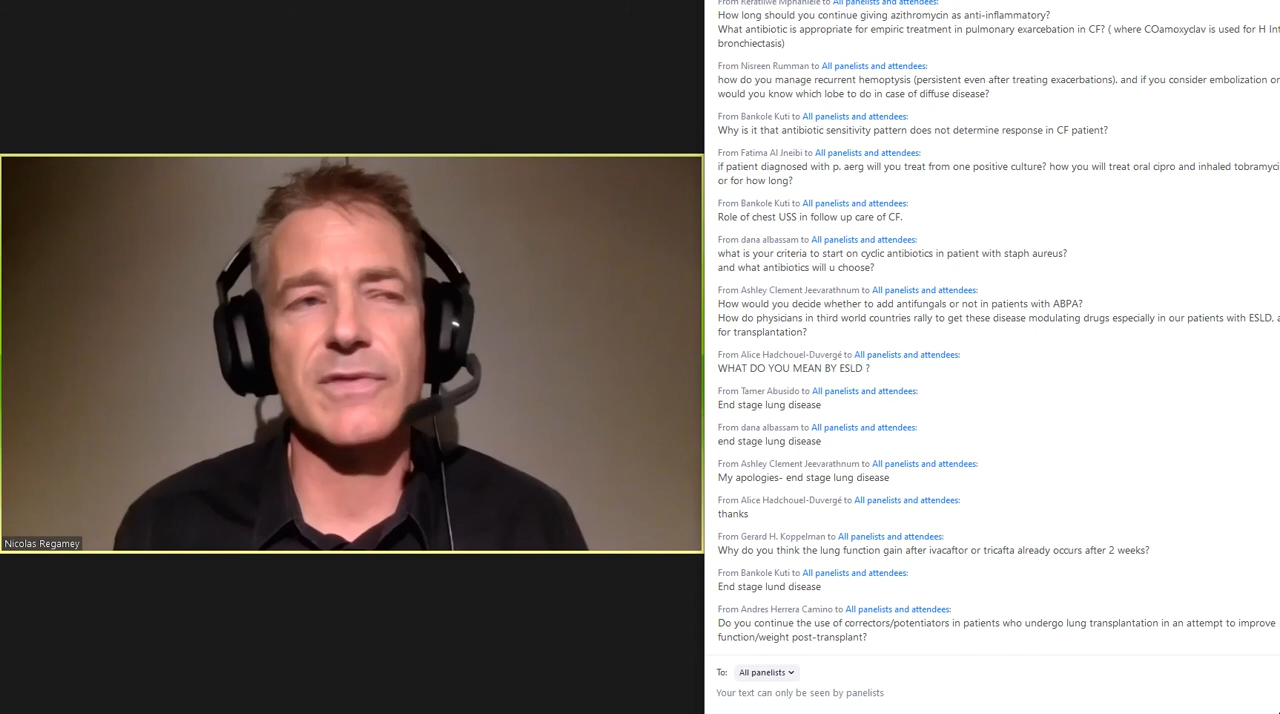 From Keratilwe Mphahlele to All panelists and attendees:
How long should you continue giving azithromycin as anti-inflammatory?
What antibiotic is appropriate for empiric treatment in pulmonary exarcebation in CF? ( where COamoxyclav is used for H Inf
bronchiectasis)
From Nisreen Rumman to All panelists and attendees:
how do you manage recurrent hemoptysis (persistent even after treating exacerbations), and if you consider embolization
would you know which lobe to do in case of diffuse disease?
From Bankole Kuti to All panelists and attendees:
Why is it that antibiotic sensitivity pattern does not determine response in CF patient?
From Fatima Al Jneibi to All panelists and attendees:
if patient diagnosed with p. aerg will you treat from one positive culture? how you will treat oral cipro and inhaled
or for how long?
From Bankole Kuti to All panelists and attendees:
Role of chest USS in follow up care of CF.
From dana albassam to All panelists and attendees:
what is your criteria to start on cyclic antibiotics in patient with staph aureus?
and what antibiotics will u choose?
From Ashley Clement Jeevarathnum to All panelists and attendees:
How would you decide whether to add antifungals or not in patients with ABPA?
How do physicians in third world countries rally to get these disease modulating drugs especially in our patients with ESLD,
for transplantation?
From Alice Hadchouel-Duvergé to All panelists and attendees:
WHAT DO YOU MEAN BY ESLD ?
From Tamer Abusido to All panelists and attendees:
End stage lung disease
From dana albassam to All panelists and attendees:
end stage lung disease
From Ashley Clement Jeevarathnum to All panelists and attendees:
My apologies- end stage lung disease
From Alice Hadchouel-Duvergé to All panelists and attendees:
thanks
From Gerard H. Koppelman to All panelists and attendees:
Why do you think the lung function gain after ivacaftor or tricafta already occurs after 2 weeks?
From Bankole Kuti to All panelists and attendees:
End stage lund disease
From Andres Herrera Camino to All panelists and attendees:
Do you continue the use of correctors/potentiators in patients who undergo lung transplantation in an attempt to improve
function/weight post-transplant?
To: All panelists
Your text can only be seen by panelists
Nicolas Regamey